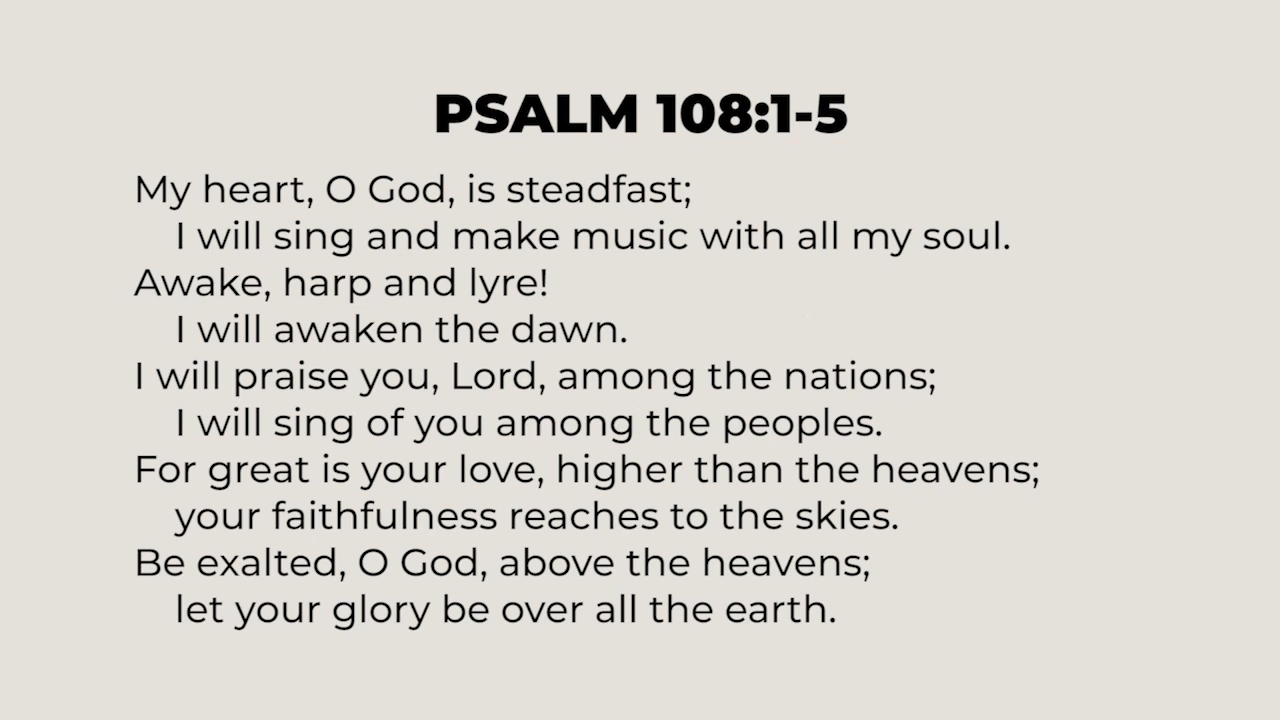 PSALM 108:1-5
My heart, O God, is steadfast;
I will sing and make music with all my soul.
Awake, harp and lyre!
I will awaken the dawn.
I will praise you, Lord, among the nations;
I will sing of you among the peoples.
For great is your love, higher than the heavens;
your faithfulness reaches to the skies.
Be exalted, O God, above the heavens;
let your glory be over all the earth.